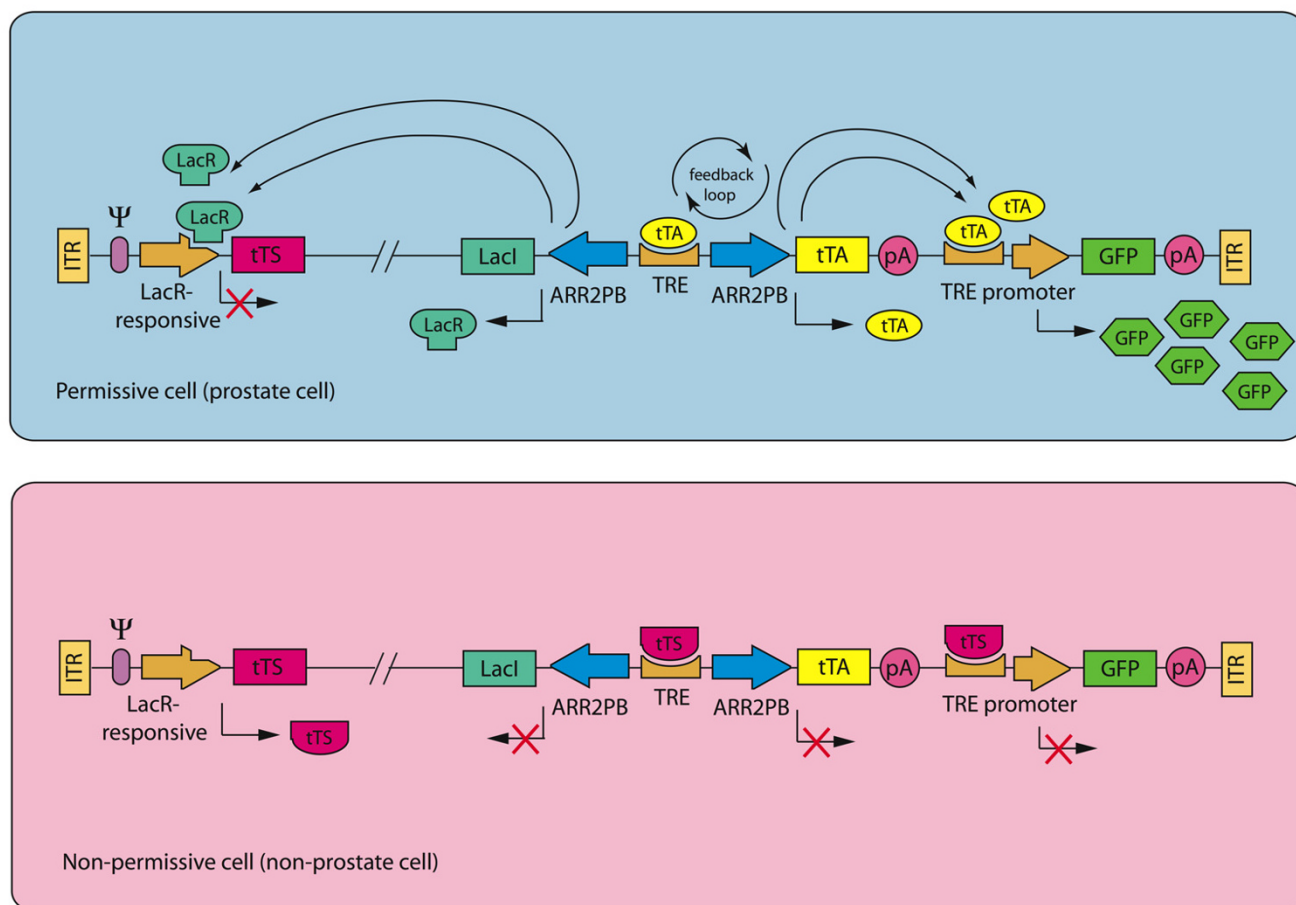 LacR
LacR
feedback
loop
tTA
tTA
tTA
Ψ
ITR
tTS
LacI
tTA
pA
GFP
pA
ITR
LacR-
responsive
ARR2PB
TRE
ARR2PB
TRE promoter
LacR
tTA
GFP
GFP
GFP
GFP
GFP
Permissive cell (prostate cell)
Ψ
tTS
tTS
ITR
tTS
LacI
tTA
pA
GFP
pA
ITR
LacR-
responsive
ARR2PB
TRE
ARR2PB
TRE promoter
tTS
Non-permissive cell (non-prostate cell)